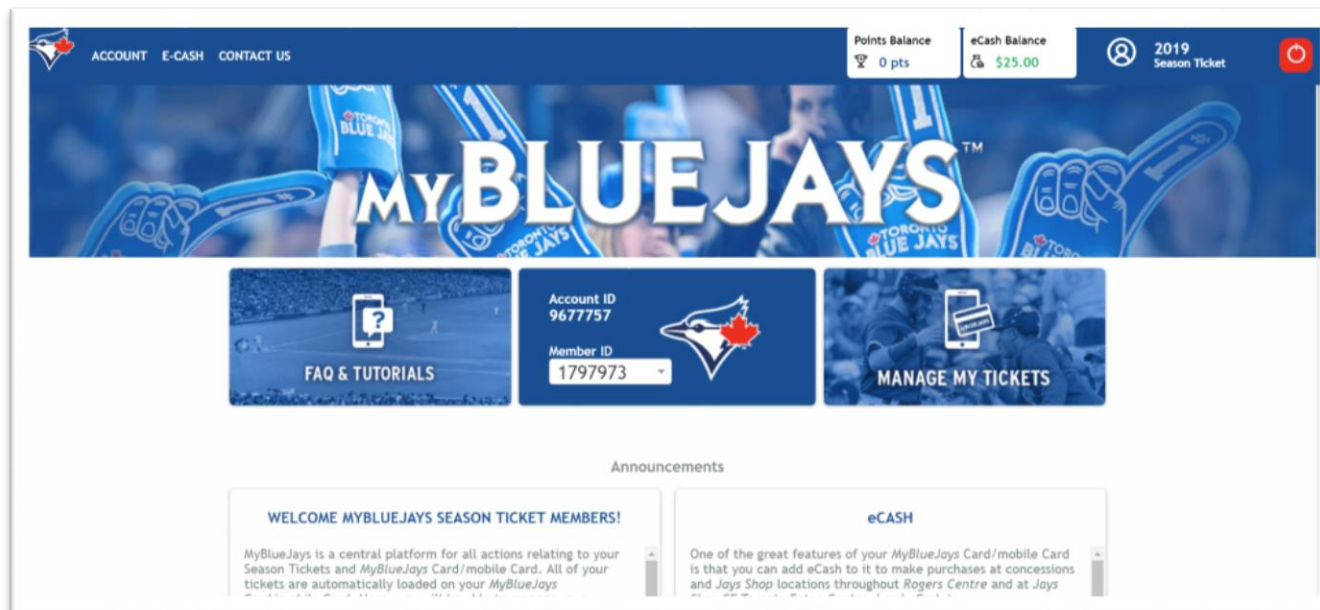 ACCOUNT E-CASH CONTACT US
Points Balance
0 pts
eCash Balance
$25.00
2019
Season Ticket
MYBLUEJAYS™
TORONTO
BLUE JAYS
TORONTO
BLUE JAYS
FAQ & TUTORIALS
Account ID
9677757
Member ID
1797973
MANAGE MY TICKETS
Announcements
WELCOME MYBLUEJAYS SEASON TICKET MEMBERS!
MyBlueJays is a central platform for all actions relating to your
Season Tickets and MyBlueJays Card/mobile Card. All of your
tickets are automatically loaded on your MyBlueJays
eCASH
One of the great features of your MyBlueJays Card/mobile Card
is that you can add eCash to it to make purchases at concessions
and Jays Shop locations throughout Rogers Centre and at Jays